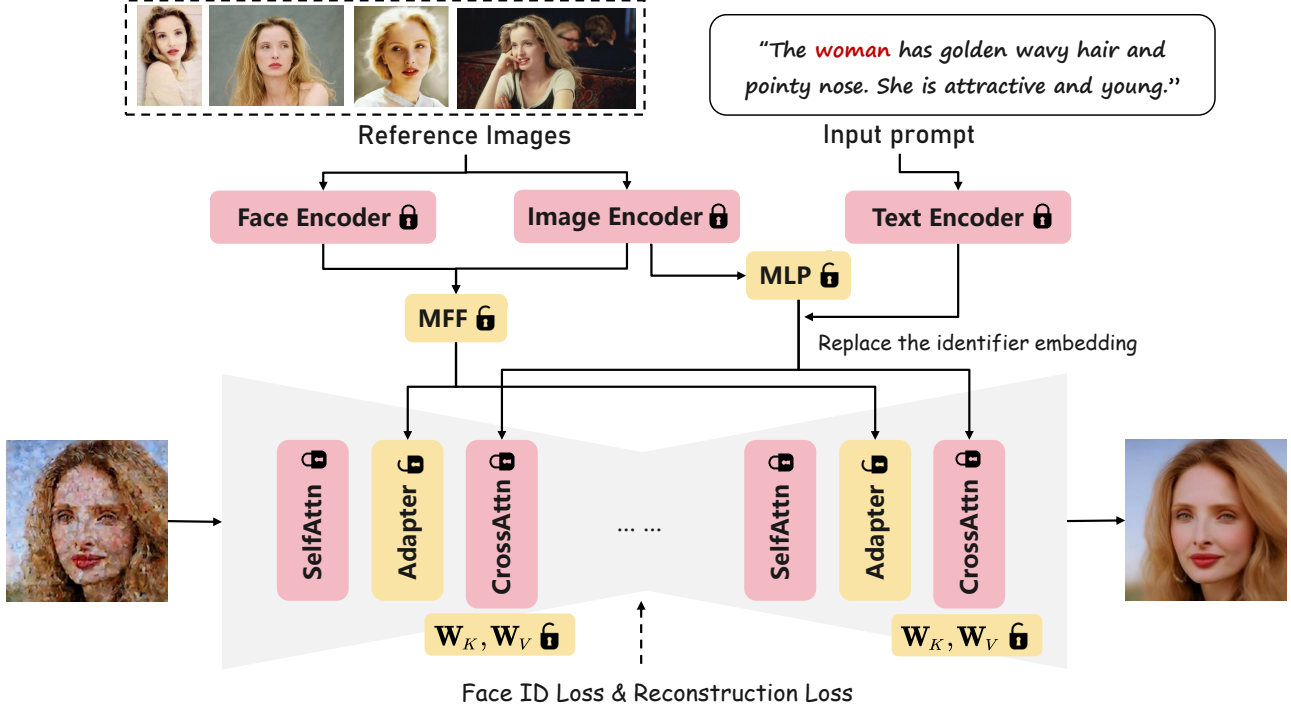 “The woman has golden wavy hair and
pointy nose. She is attractive and young.”
Reference Images
Input prompt
Face Encoder
Image Encoder
Text Encoder
MLP
MFF
Replace the identifier embedding
SelfAttn
Adapter
CrossAttn
... ...
SelfAttn
Adapter
CrossAttn
W_K, W_V
W_K, W_V
Face ID Loss & Reconstruction Loss